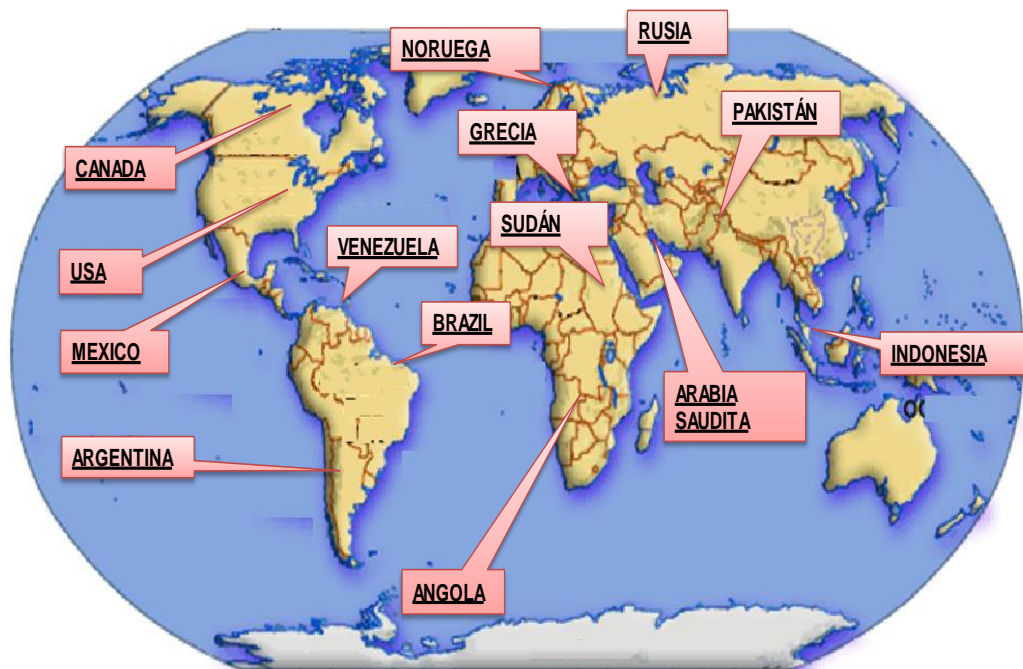 RUSIA
NORUEGA
PAKISTÁN
GRECIA
CANADA
SUDÁN
VENEZUELA
USA
BRAZIL
MEXICO
INDONESIA
ARABIA
SAUDITA
ARGENTINA
ANGOLA